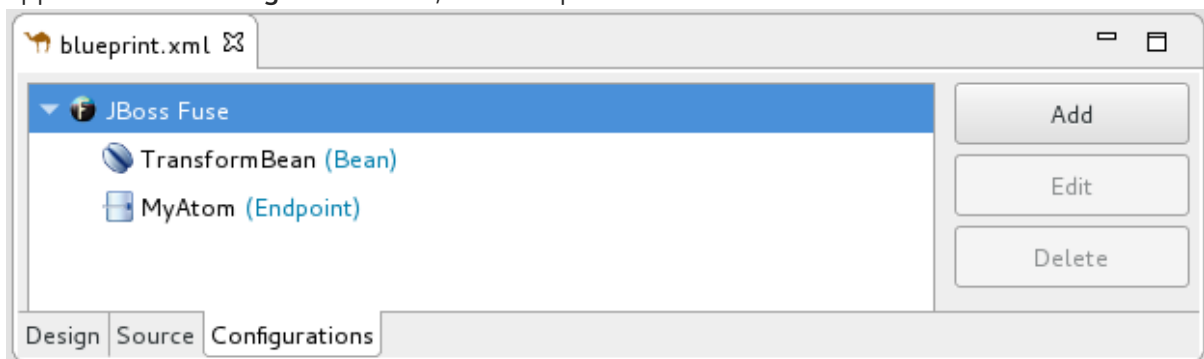 blueprint.xml
JBoss Fuse
Add
TransformBean (Bean)
Edit
MyAtom (Endpoint)
Delete
Design Source Configurations